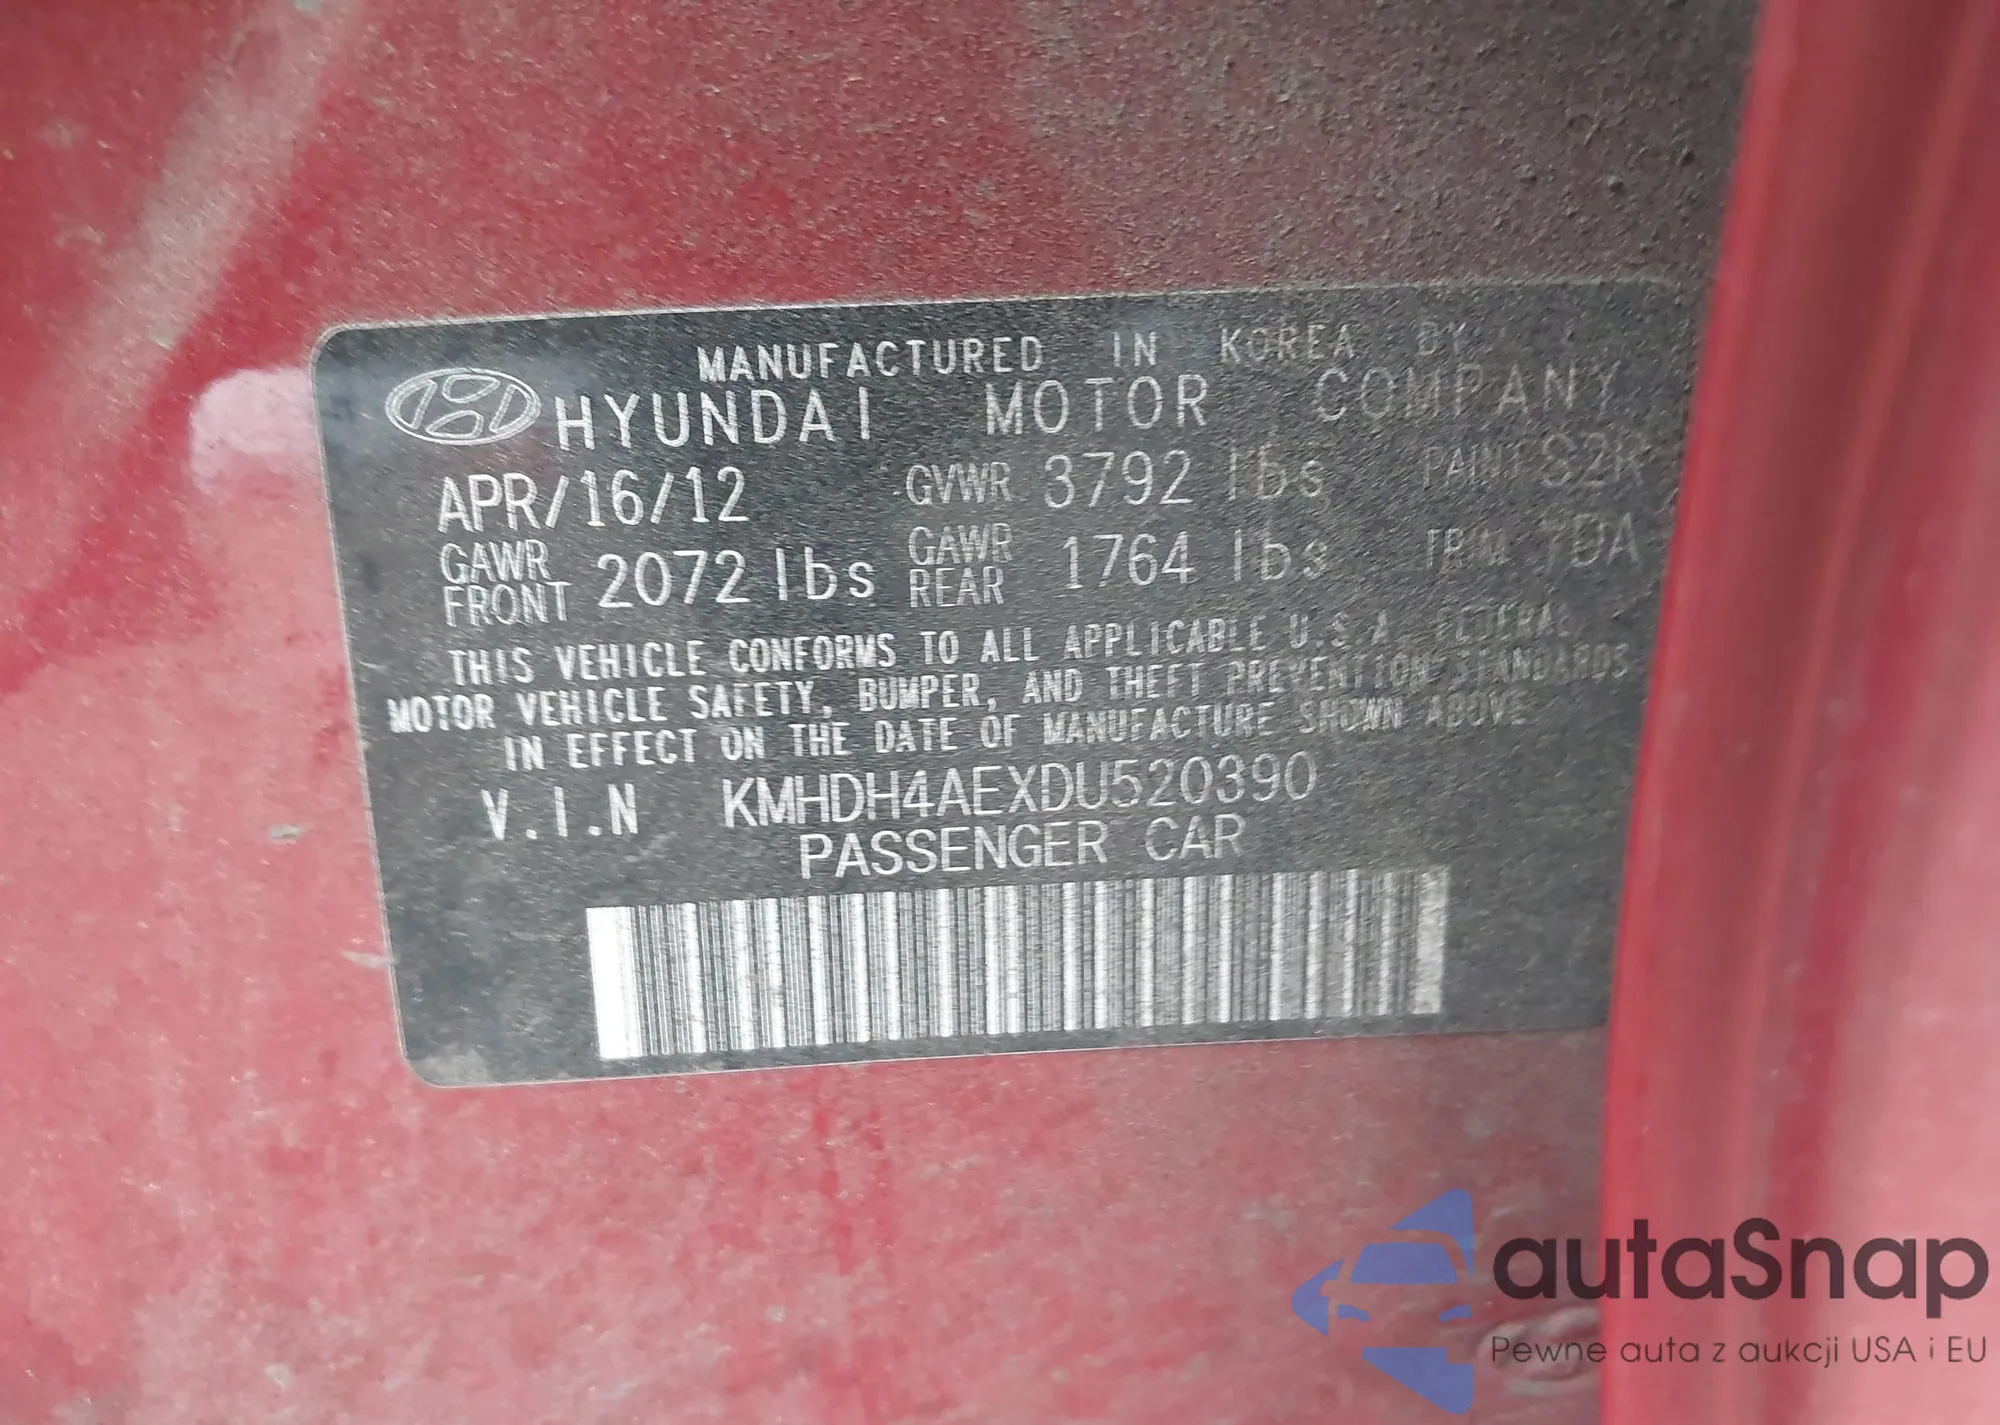 MANUFACTURED IN KOREA BY
HYUNDAI MOTOR COMPANY
APR/16/12 GVWR 3792 lbs PAINT S2R
GAWR FRONT 2072 lbs GAWR REAR 1764 lbs TRIM TDA
THIS VEHICLE CONFORMS TO ALL APPLICABLE U.S.A. FEDERAL
MOTOR VEHICLE SAFETY, BUMPER, AND THEFT PREVENTION STANDARDS
IN EFFECT ON THE DATE OF MANUFACTURE SHOWN ABOVE
V.I.N KMHDH4AEXDU520390
PASSENGER CAR
autaSnap
Pewne auta z aukcji USA i EU